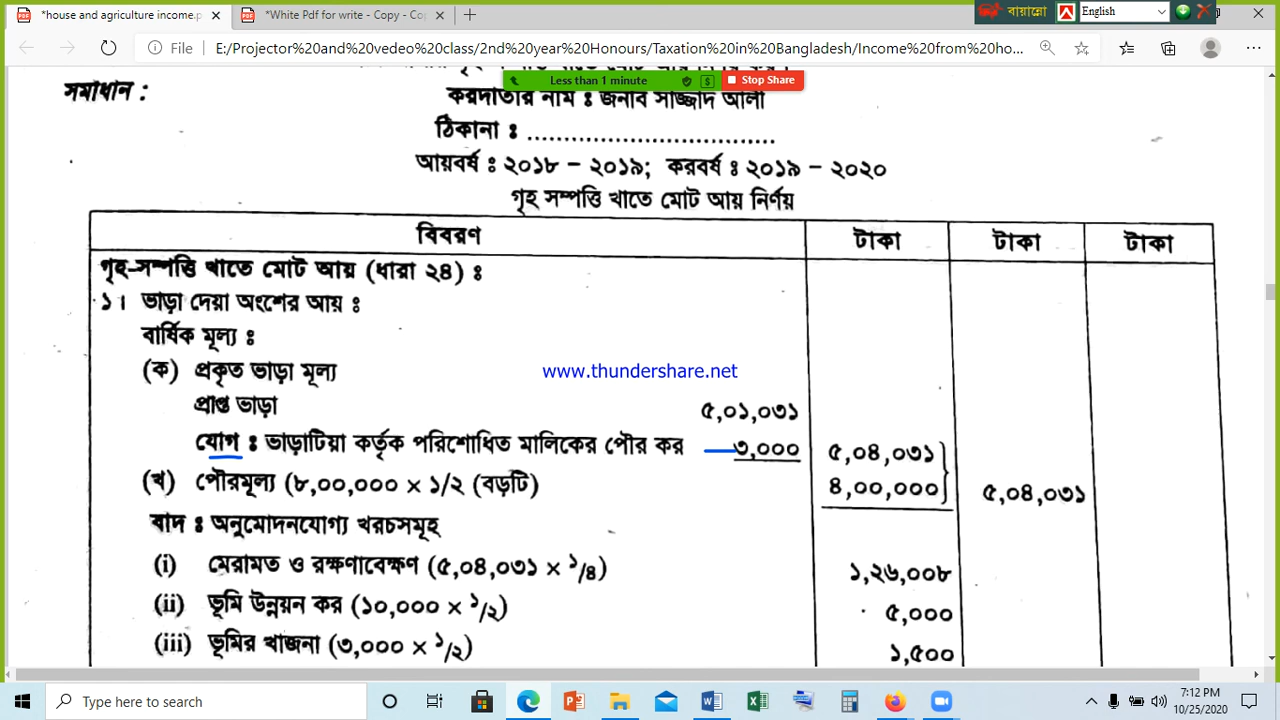 *house and agriculture income.p
*White Pdf for write - Copy - Cop
বায়ান্নো
English
File
E:/Projector%20and%20vedeo%20class/2nd%20year%20Honours/Taxation%20in%20Bangladesh/Income%20from%20ho...
Less than 1 minute
Stop Share
সমাধান :
করদাতার নাম : জনাব সাজ্জাদ আলী
ঠিকানা : ...................................
আয়বর্ষ : ২০১৮ – ২০১৯; করবর্ষ : ২০১৯ – ২০২০
গৃহ সম্পত্তি খাতে মোট আয় নির্ণয়
বিবরণ টাকা টাকা টাকা
গৃহ-সম্পত্তি খাতে মোট আয় (ধারা ২৪) :
১। ভাড়া দেয়া অংশের আয় :
বার্ষিক মূল্য :
(ক) প্রকৃত ভাড়া মূল্য
www.thundershare.net
প্রাপ্ত ভাড়া ৫,০১,০৩১
যোগ : ভাড়াটিয়া কর্তৃক পরিশোধিত মালিকের পৌর কর ৩,০০০ ৫,০৪,০৩১
(খ) পৌরমূল্য (৮,০০,০০০ × ১/২ (বড়টি) ৪,০০,০০০ ৫,০৪,০৩১
বাদ : অনুমোদনযোগ্য খরচসমূহ
(i) মেরামত ও রক্ষণাবেক্ষণ (৫,০৪,০৩১ × ১/৪) ১,২৬,০০৮
(ii) ভূমি উন্নয়ন কর (১০,০০০ × ১/২) ৫,০০০
(iii) ভূমির খাজনা (৩,০০০ × ১/২) ১,৫০০
Type here to search
7:12 PM
10/25/2020